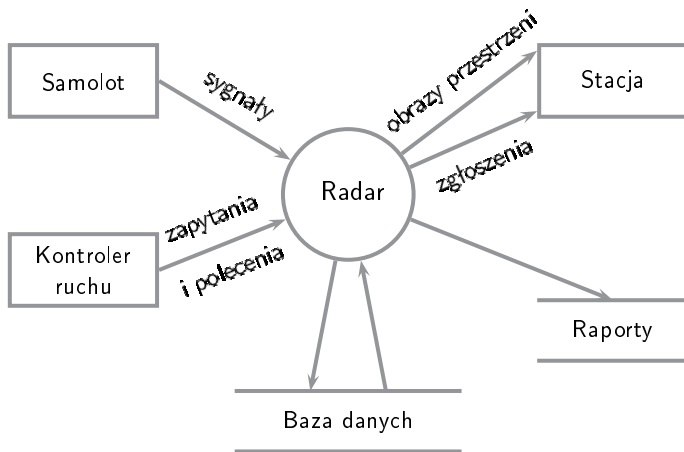 Samolot
sygnały
obrazy przestrzeni
Stacja
zgłoszenia
Radar
zapytania
i polecenia
Kontroler
ruchu
Raporty
Baza danych